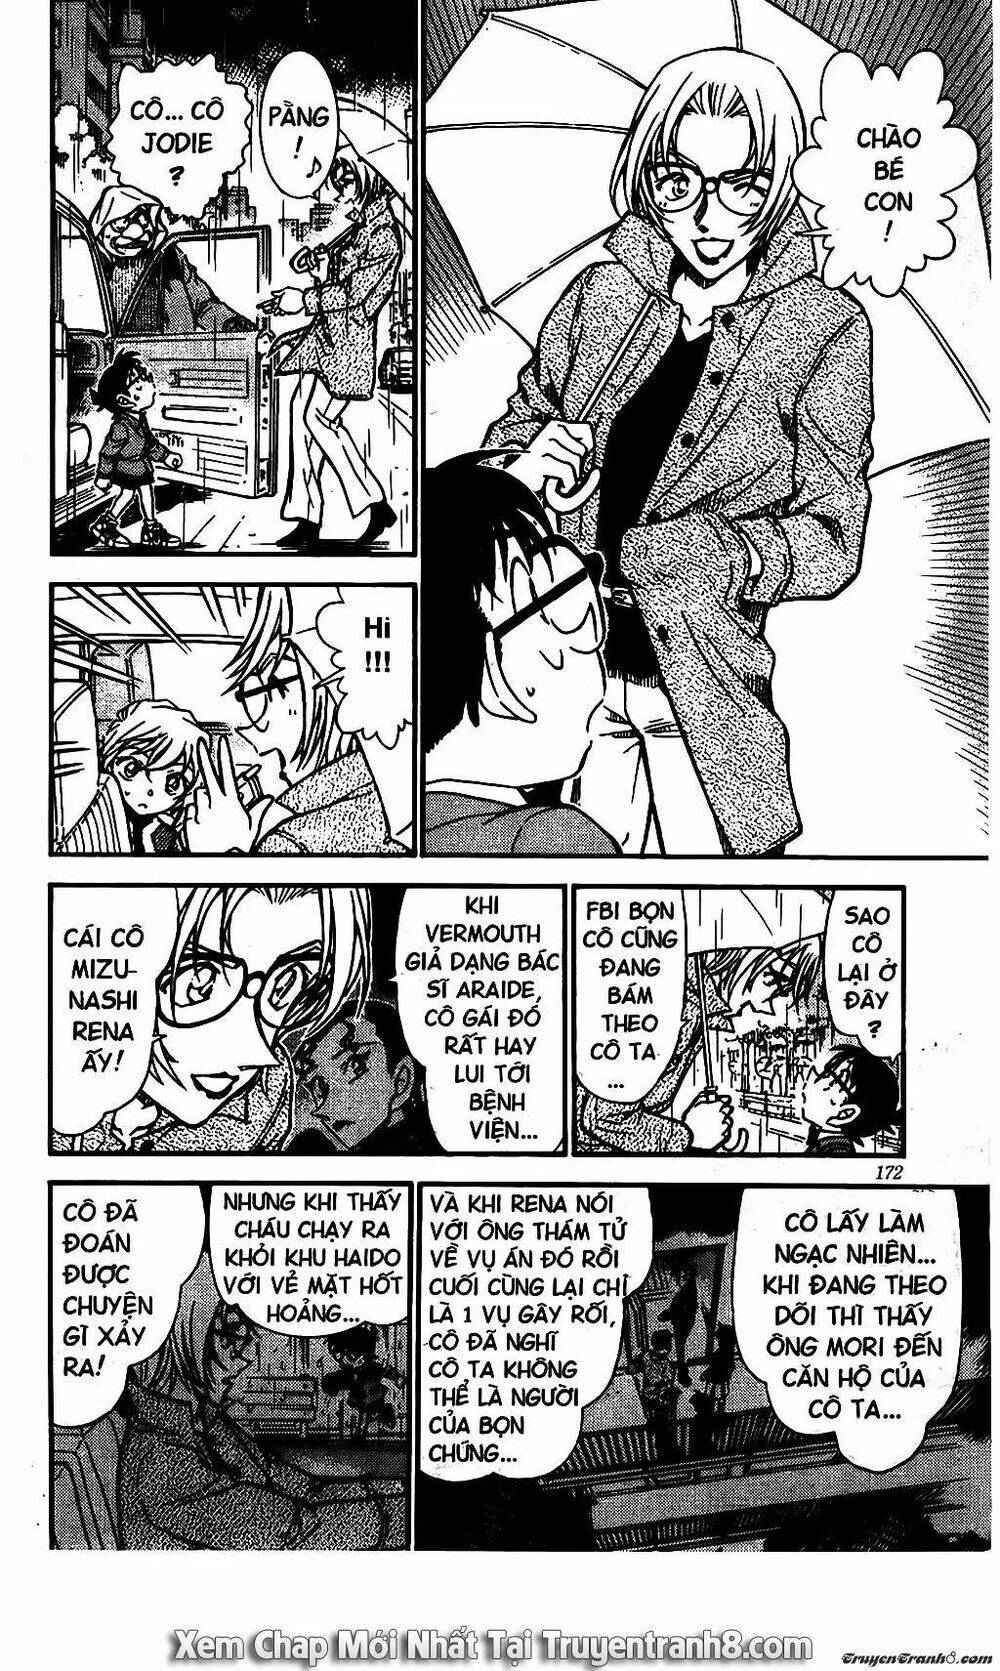 CHÀO
BÉ
CON
!
PẰNG
!
CÔ... CÔ
JODIE
?
Hi
!!!
SAO
CÔ
LẠI Ở
ĐÂY
?
FBI BỌN
CÔ CŨNG
ĐANG
BÁM
THEO
CÔ TA
...
KHI
VERMOUTH
GIẢ DẠNG BÁC
SĨ ARAIDE,
CÔ GÁI ĐÓ
RẤT HAY
LUI TỚI
BỆNH
VIỆN...
CÁI CÔ
MIZU-
NASHI
RENA
ẤY!
172
CÔ LẤY LÀM
NGẠC NHIÊN...
KHI ĐANG THEO
DÕI THÌ THẤY
ÔNG MORI ĐẾN
CĂN HỘ CỦA
CÔ TA...
VÀ KHI RENA NÓI
VỚI ÔNG THÁM TỬ
VỀ VỤ ÁN ĐÓ RỒI
CUỐI CÙNG LẠI CHỈ
LÀ 1 VỤ GÂY RỐI,
CÔ ĐÃ NGHĨ
CÔ TA KHÔNG
THỂ LÀ NGƯỜI
CỦA BỌN
CHÚNG...
NHƯNG KHI THẤY
CHÁU CHẠY RA
KHỎI KHU HAIDO
VỚI VẺ MẶT HỐT
HOẢNG...
CÔ ĐÃ
ĐOÁN
ĐƯỢC
CHUYỆN
GÌ XẢY
RA!
Xem Chap Mới Nhất Tại Truyentranh8.com
TruyenTranh8.com